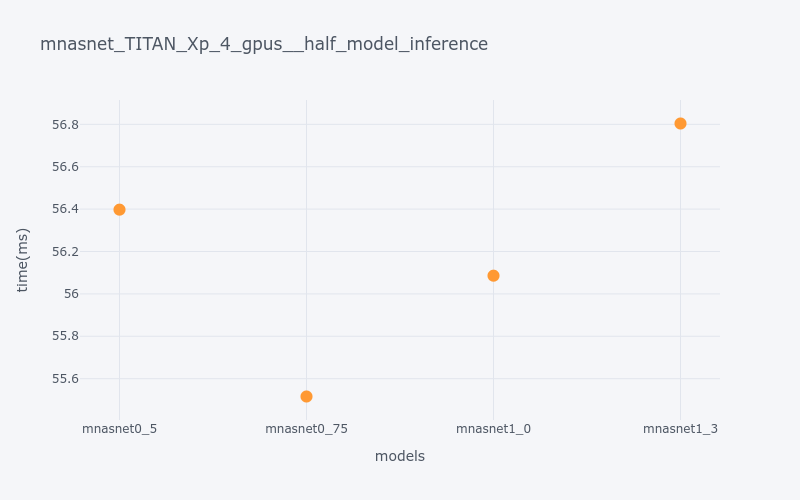 mnasnet_TITAN_Xp_4_gpus__half_model_inference
56.8
56.6
56.4
56.2
56
55.8
55.6
time(ms)
mnasnet0_5
mnasnet0_75
mnasnet1_0
mnasnet1_3
models